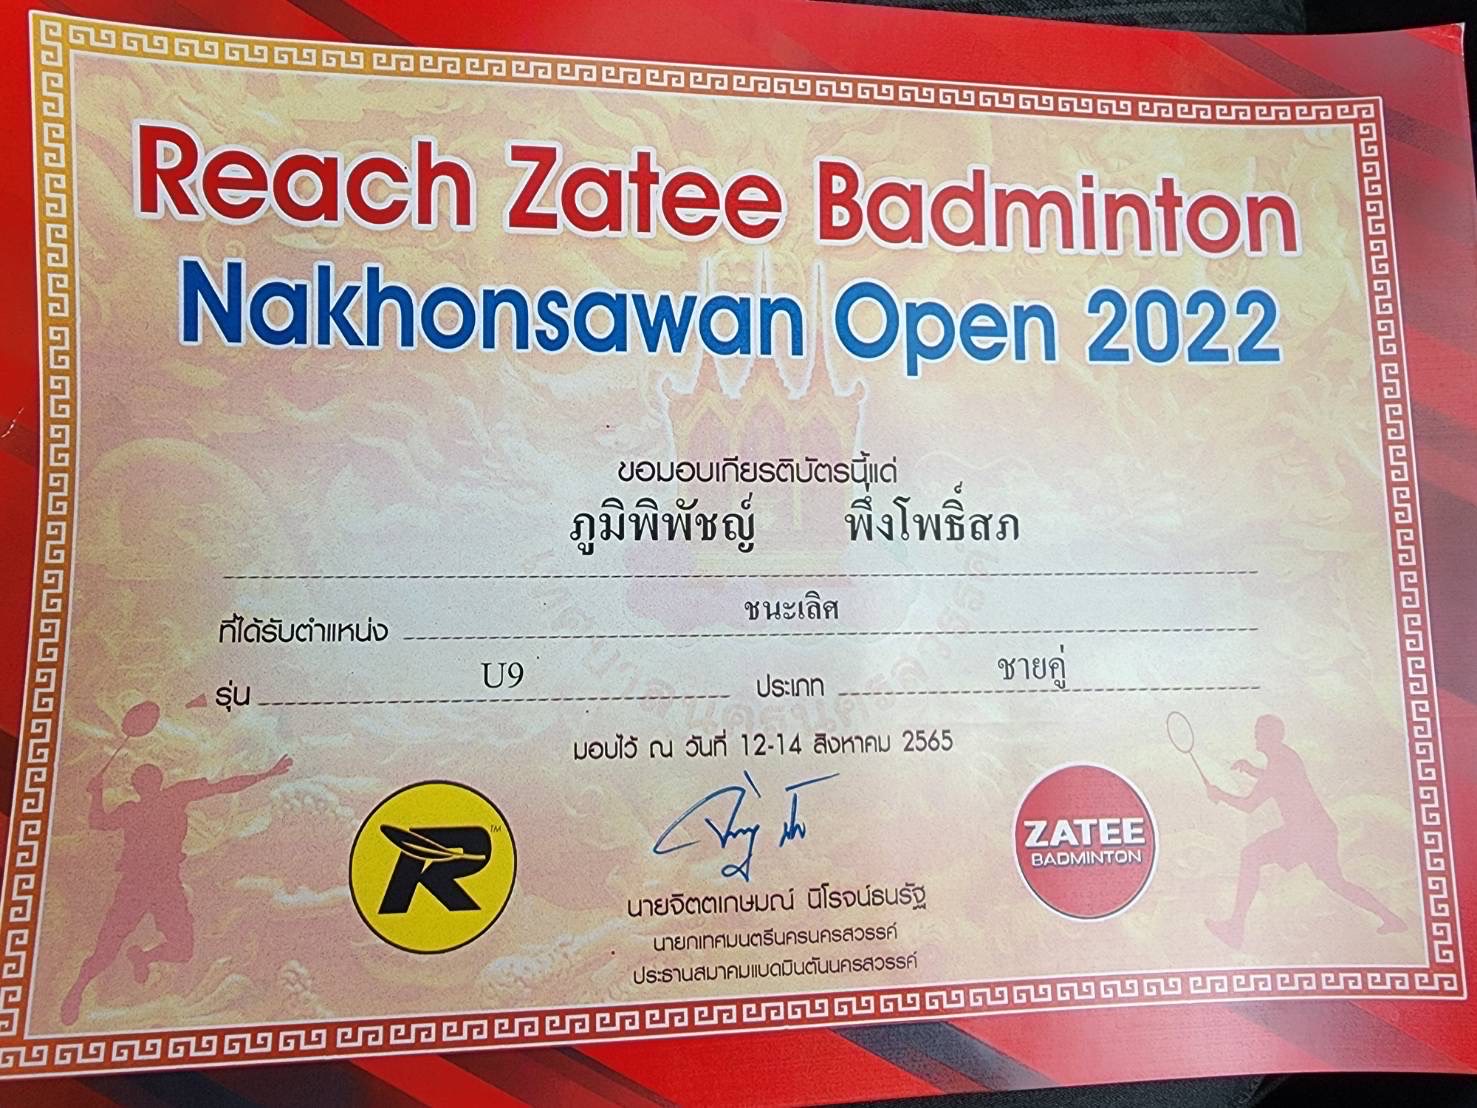 Reach Zatee Badminton
Nakhonsawan Open 2022
ขอมอบเกียรติบัตรนี้แด่
ภูมิพิพัชญ์ พึ่งโพธิ์สภ
ที่ได้รับตำแหน่ง ชนะเลิศ
รุ่น U9 ประเภท ชายคู่
มอบไว้ ณ วันที่ 12-14 สิงหาคม 2565
R TM
ZATEE
BADMINTON
นายจิตตเกษมณ์ นิโรจน์ธนรัฐ
นายกเทศมนตรีนครนครสวรรค์
ประธานสมาคมแบดมินตันนครสวรรค์